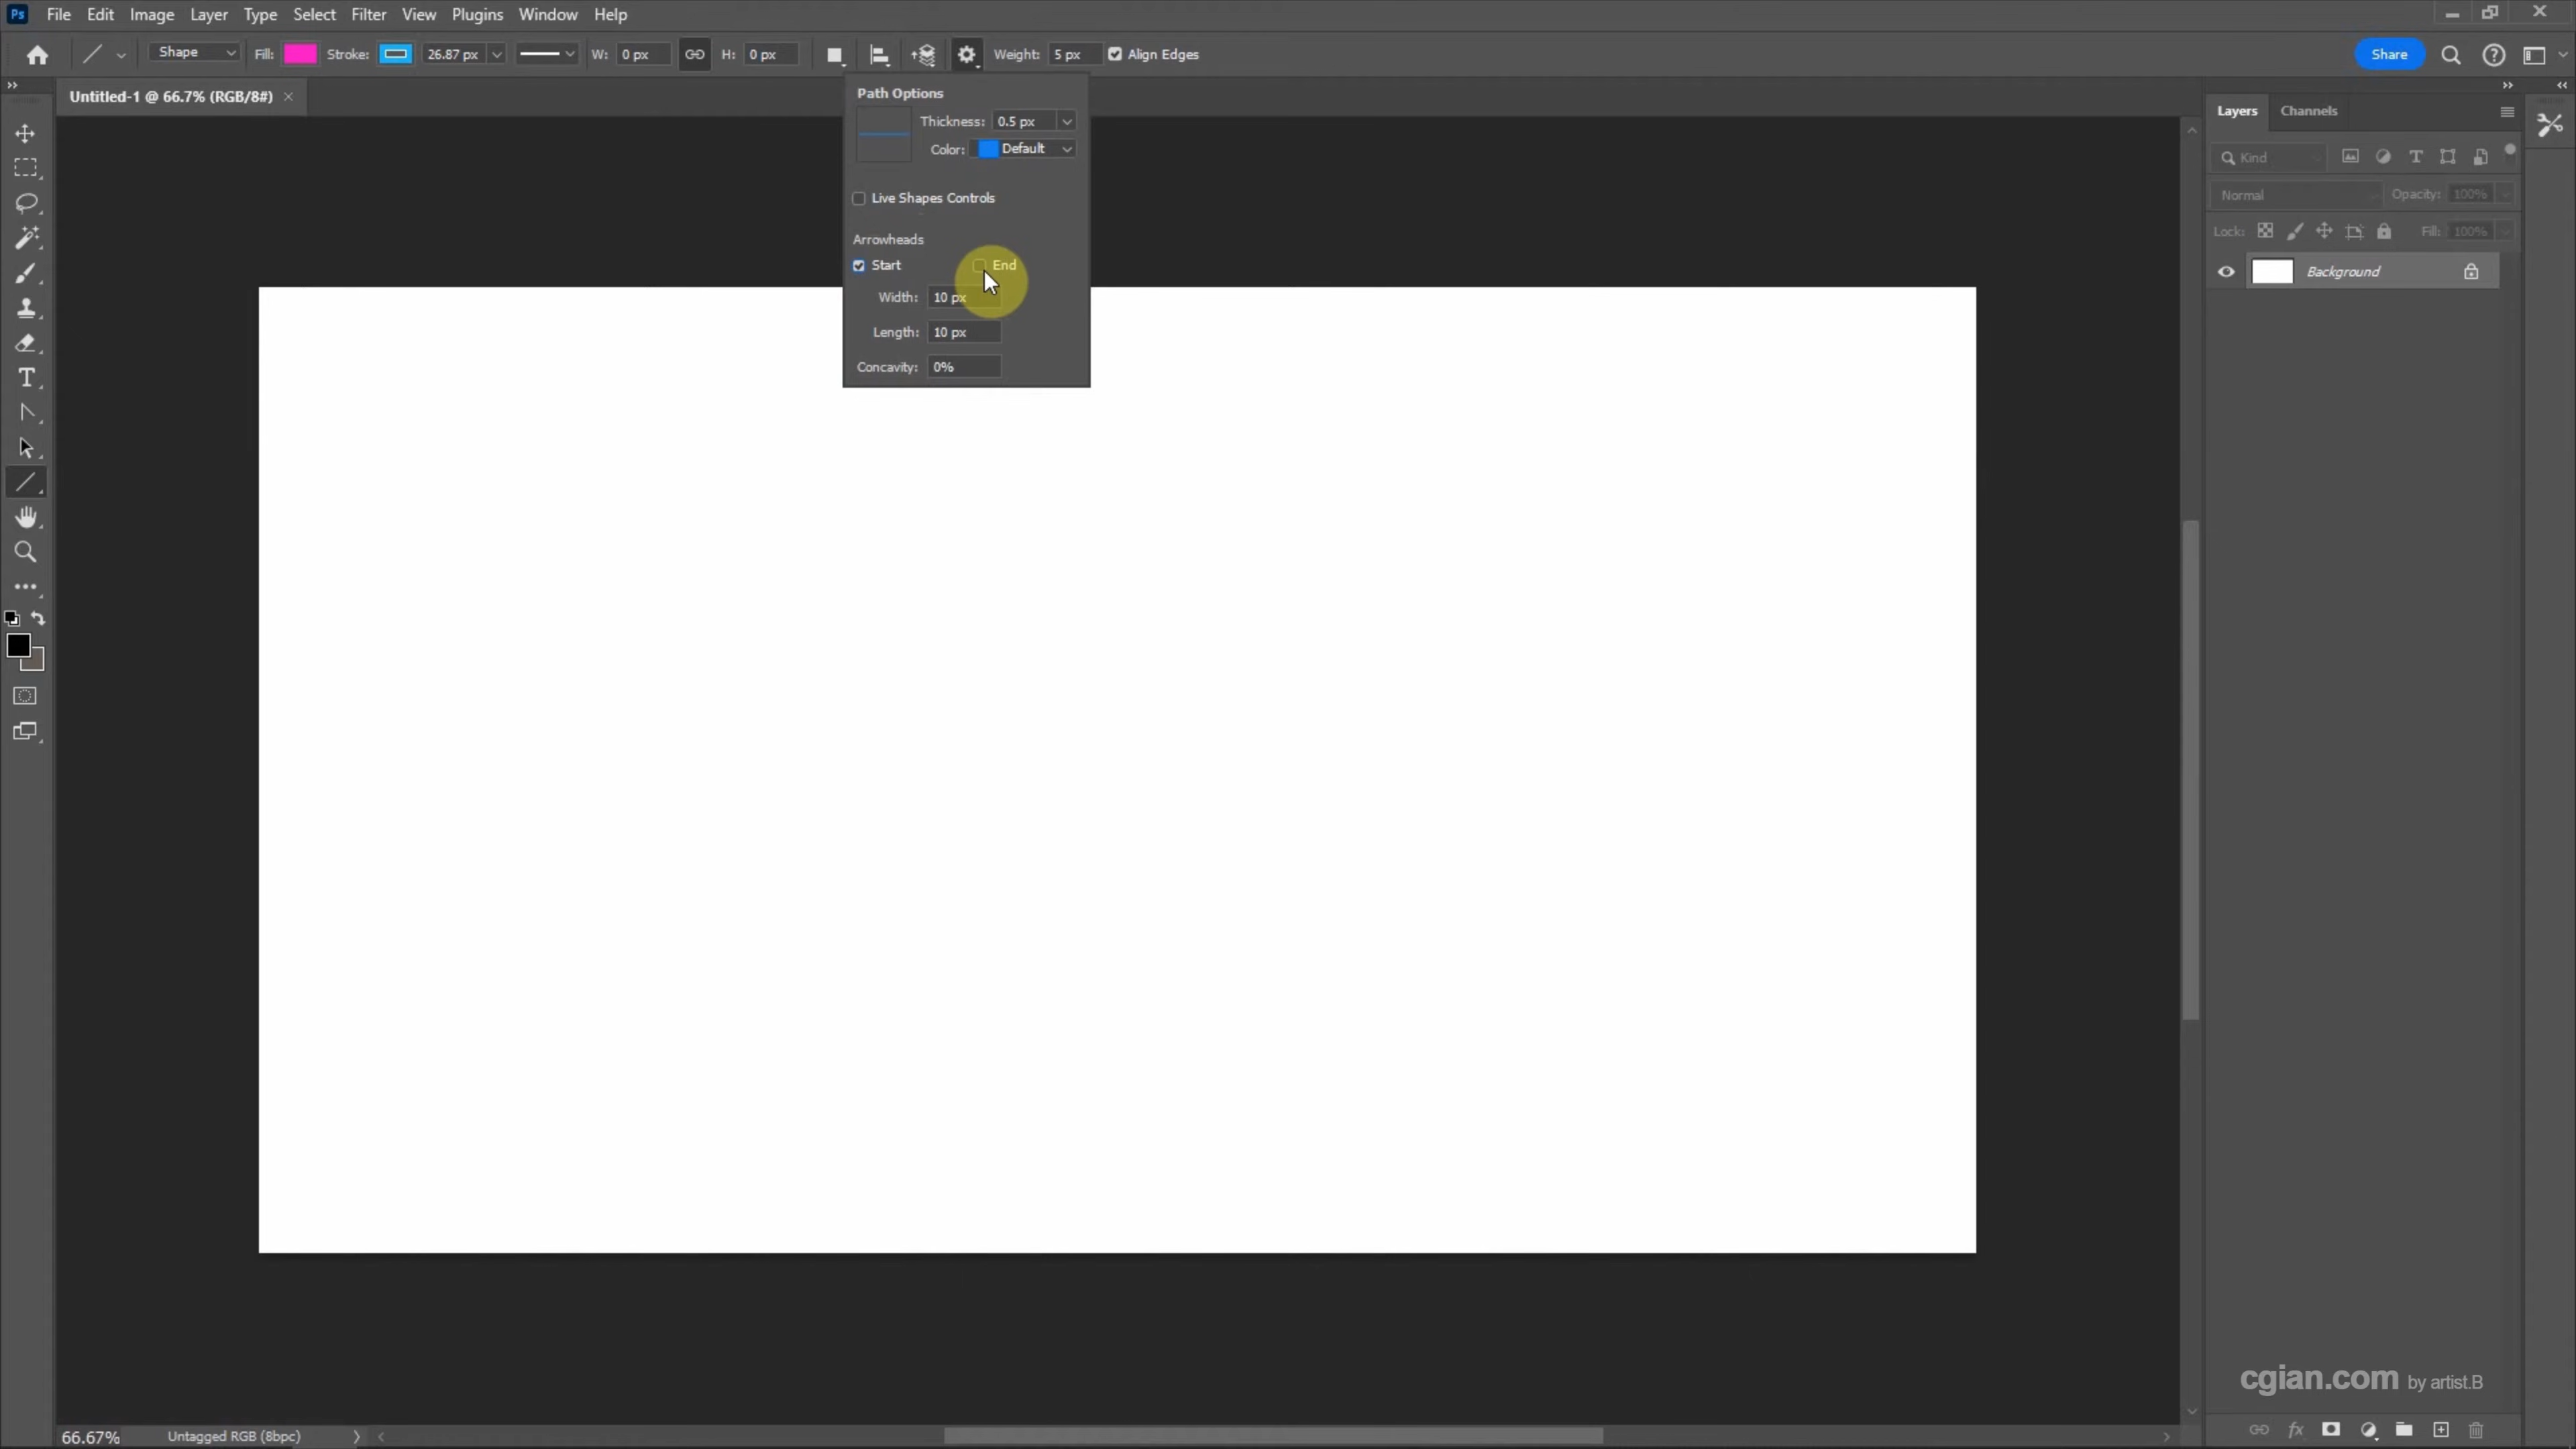 Ps File Edit Image Layer Type Select Filter View Plugins Window Help
Shape Fill: Stroke: 26.87 px W: 0 px H: 0 px Weight: 5 px Align Edges Share
Untitled-1 @ 66.7% (RGB/8#)
Path Options
Thickness: 0.5 px
Color: Default
Live Shapes Controls
Arrowheads
Start End
Width: 10 px
Length: 10 px
Concavity: 0%
Layers Channels
Kind
Normal Opacity: 100%
Lock: Fill: 100%
Background
cgian.com by artist.B
66.67% Untagged RGB (8bpc)
fx